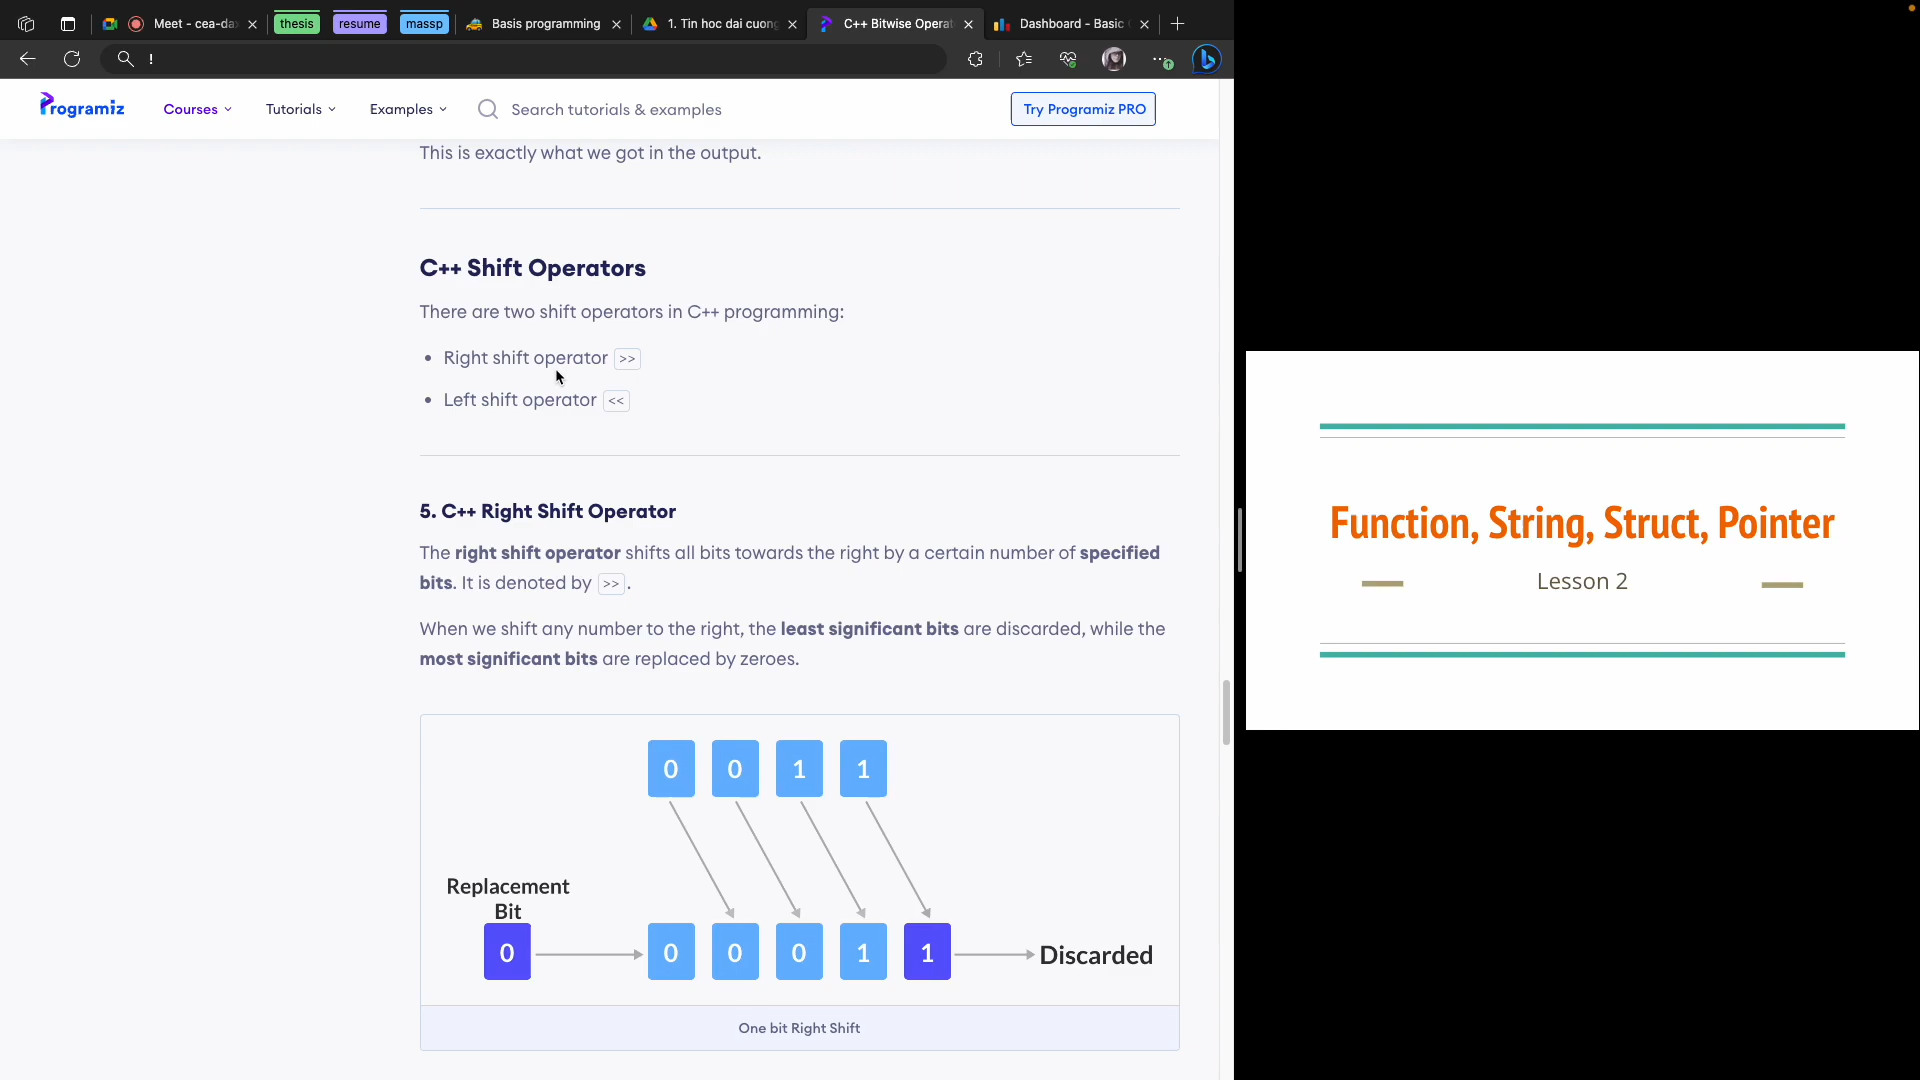 Meet - cea-da
thesis
resume
massp
Basis programming
1. Tin hoc dai cuong
C++ Bitwise Operat
Dashboard - Basic
!
Programiz
Courses
Tutorials
Examples
Search tutorials & examples
Try Programiz PRO
This is exactly what we got in the output.
C++ Shift Operators
There are two shift operators in C++ programming:
• Right shift operator >>
• Left shift operator <<
5. C++ Right Shift Operator
The right shift operator shifts all bits towards the right by a certain number of specified
bits. It is denoted by >> .
When we shift any number to the right, the least significant bits are discarded, while the
most significant bits are replaced by zeroes.
0 0 1 1
Replacement
Bit
0 0 0 0 1 1 Discarded
One bit Right Shift
Function, String, Struct, Pointer
Lesson 2